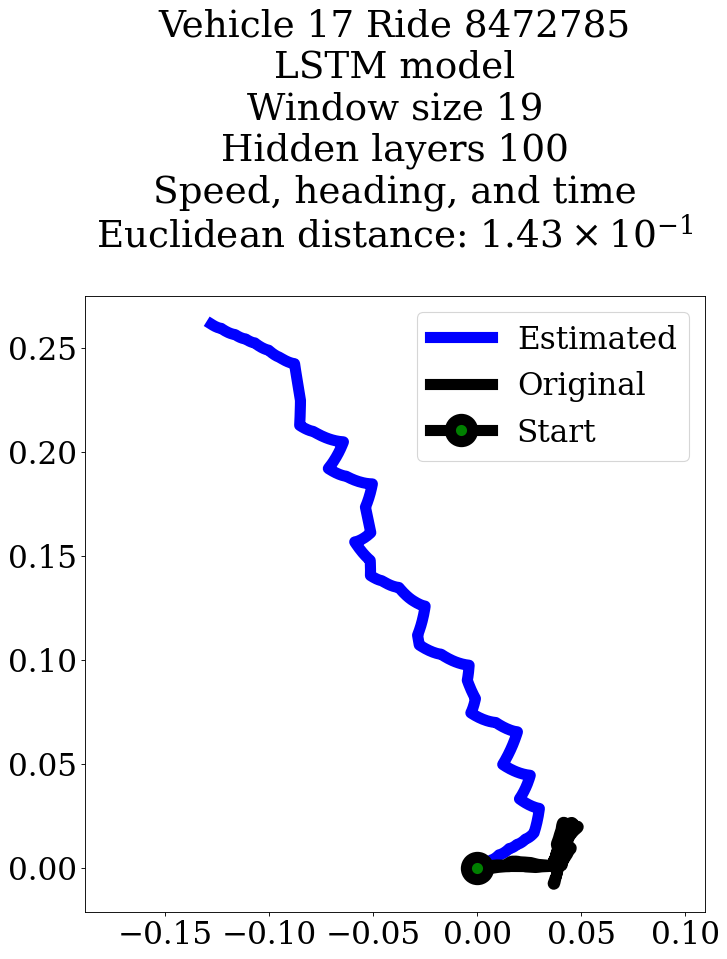 Vehicle 17 Ride 8472785
LSTM model
Window size 19
Hidden layers 100
Speed, heading, and time
Euclidean distance: 1.43 × 10⁻¹
Estimated
Original
Start
0.25
0.20
0.15
0.10
0.05
0.00
−0.15 −0.10 −0.05 0.00 0.05 0.10